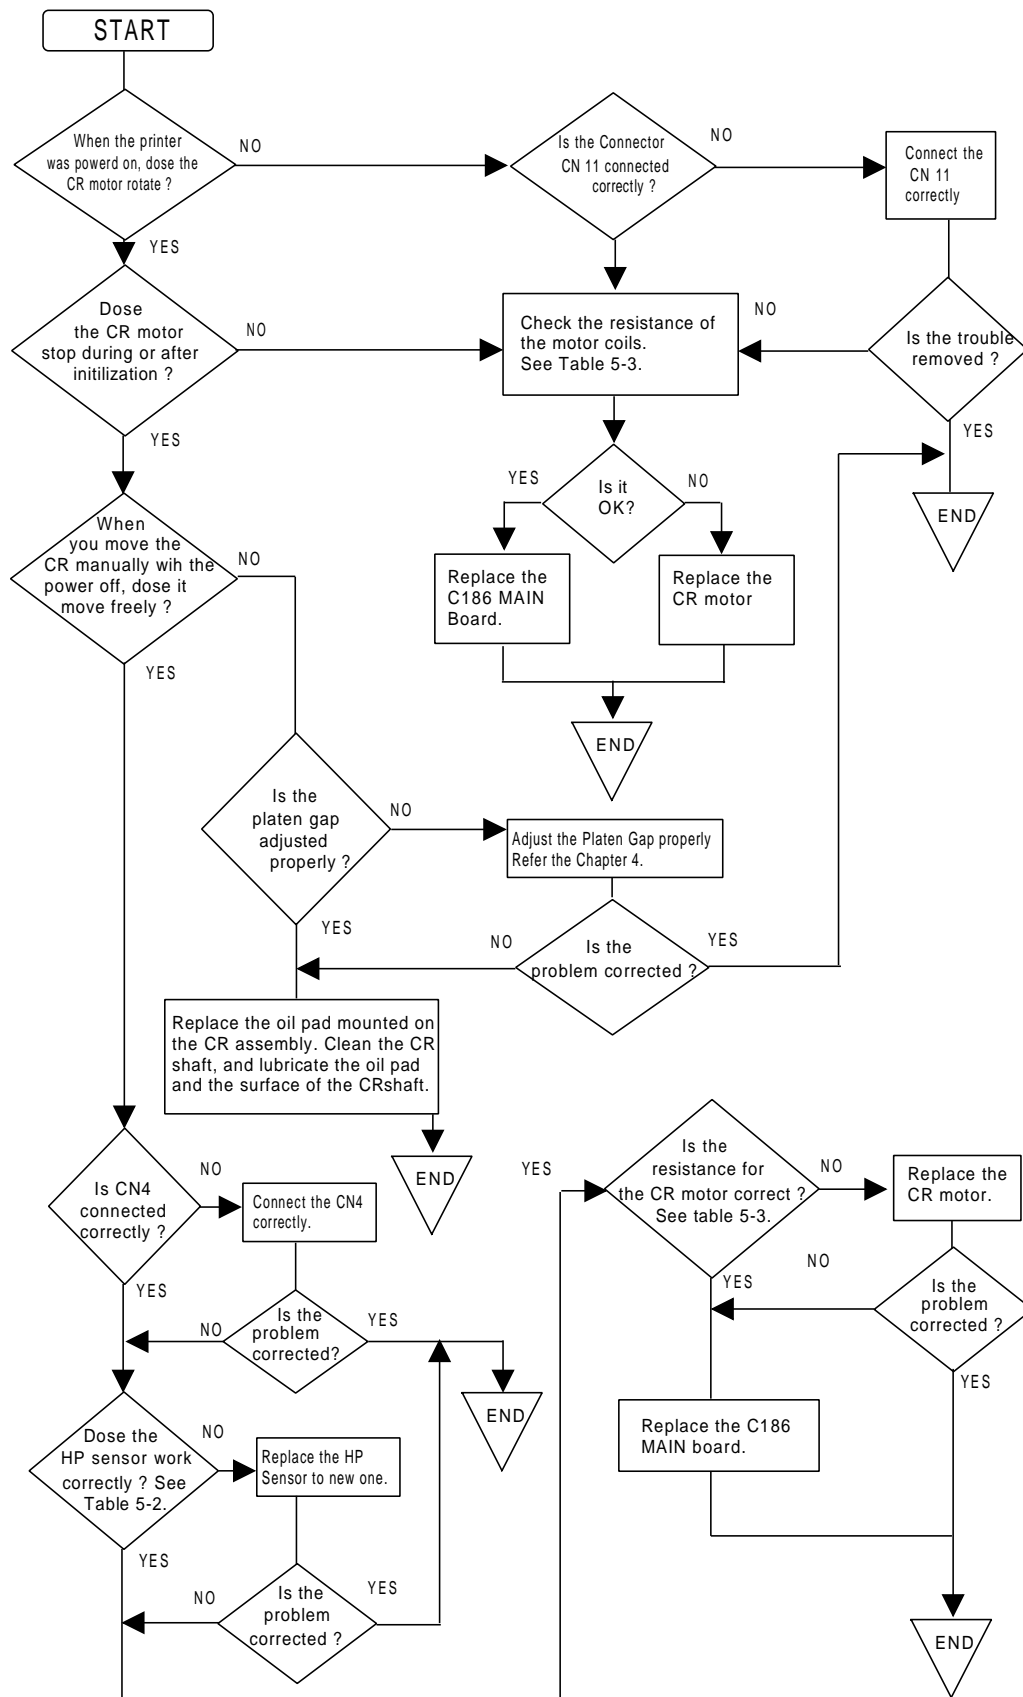 START
When the printer
was powerd on, dose the
CR motor rotate ?
NO
YES
Is the Connector
CN 11 connected
correctly ?
NO
Connect the
CN 11
correctly
Dose
the CR motor
stop during or after
initilization ?
NO
YES
Check the resistance of
the motor coils.
See Table 5-3.
NO
Is the trouble
removed ?
YES
END
When
you move the
CR manually wih the
power off, dose it
move freely ?
NO
YES
YES
Is it
OK?
NO
Replace the
C186 MAIN
Board.
Replace the
CR motor
END
Is the
platen gap
adjusted
properly ?
NO
YES
Adjust the Platen Gap properly
Refer the Chapter 4.
NO
Is the
problem corrected ?
YES
Replace the oil pad mounted on
the CR assembly. Clean the CR
shaft, and lubricate the oil pad
and the surface of the CRshaft.
END
Is CN4
connected
correctly ?
NO
YES
Connect the CN4
correctly.
NO
Is the
problem
corrected?
YES
END
Dose the
HP sensor work
correctly ? See
Table 5-2.
NO
YES
Replace the HP
Sensor to new one.
NO
Is the
problem
corrected ?
YES
YES
Is the
resistance for
the CR motor correct ?
See table 5-3.
NO
YES
Replace the
CR motor.
NO
Is the
problem
corrected ?
YES
Replace the C186
MAIN board.
END